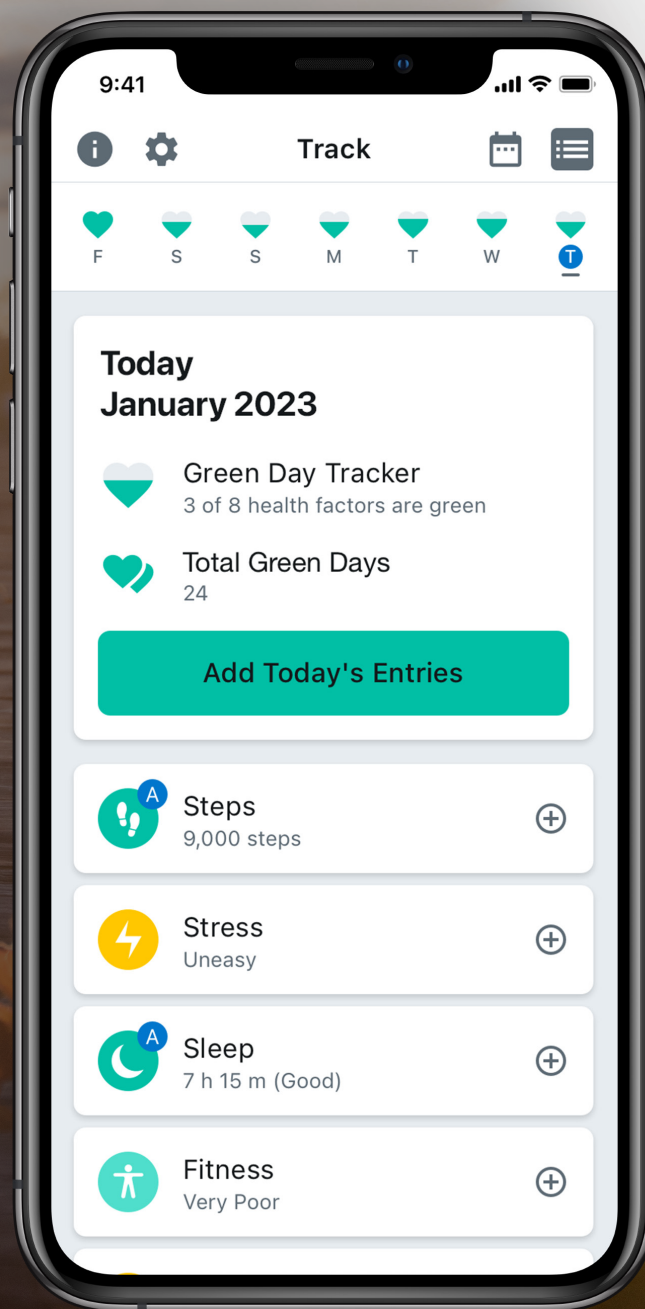 9:41
Track
F S S M T W T
Today
January 2023
Green Day Tracker
3 of 8 health factors are green
Total Green Days
24
Add Today's Entries
A
Steps
9,000 steps
Stress
Uneasy
A
Sleep
7 h 15 m (Good)
Fitness
Very Poor